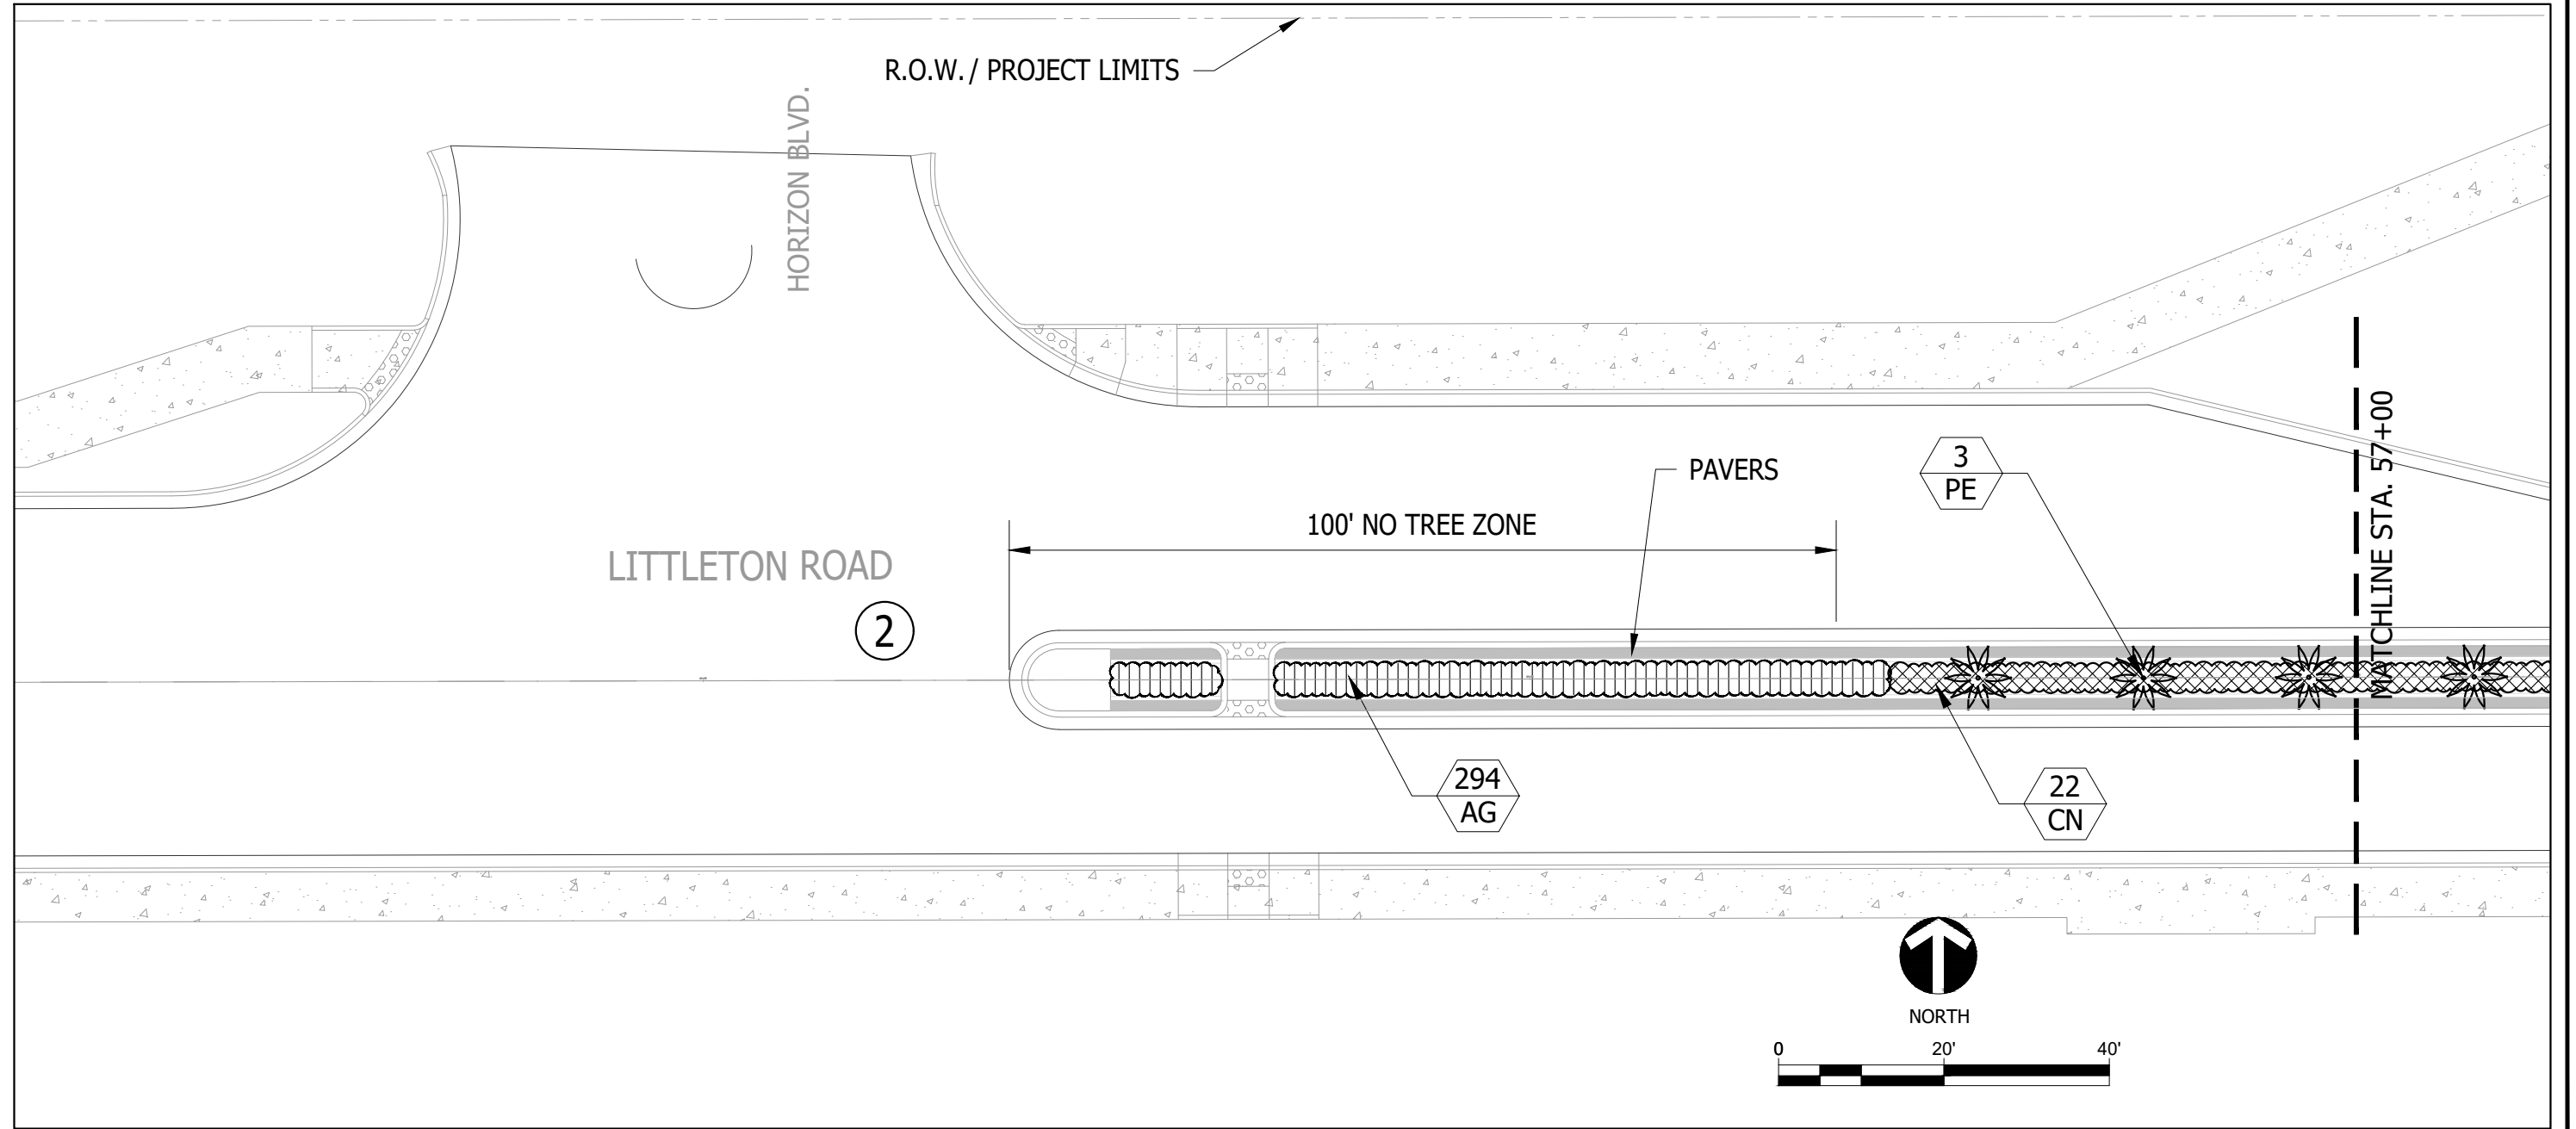 R.O.W. / PROJECT LIMITS
HORIZON BLVD.
3
PE
PAVERS
MATCHLINE STA. 57+00
100' NO TREE ZONE
LITTLETON ROAD
2
294
AG
22
CN
NORTH
0 20' 40'